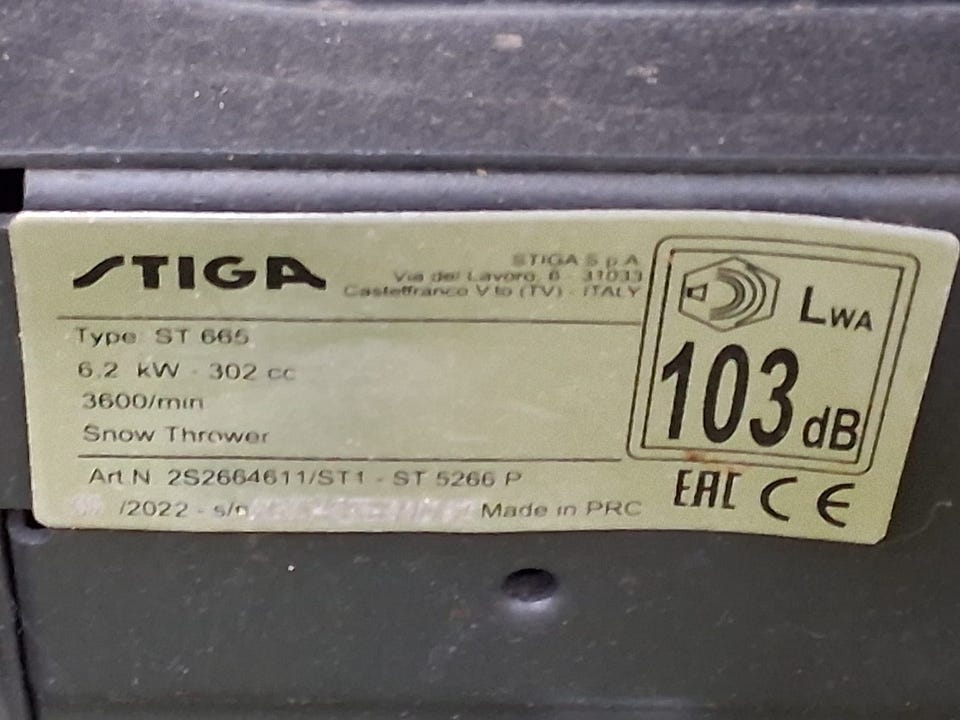 STIGA
STIGA S.p.A.
Via del Lavoro, 6 - 31033
Castelfranco V.to (TV) - ITALY
Type ST 665
6.2 kW - 302 cc
3600/min
Snow Thrower
Art.N 2S2664611/ST1 - ST 5266 P
/2022 - s/n
Made in PRC
LWA
103 dB
EAC CE